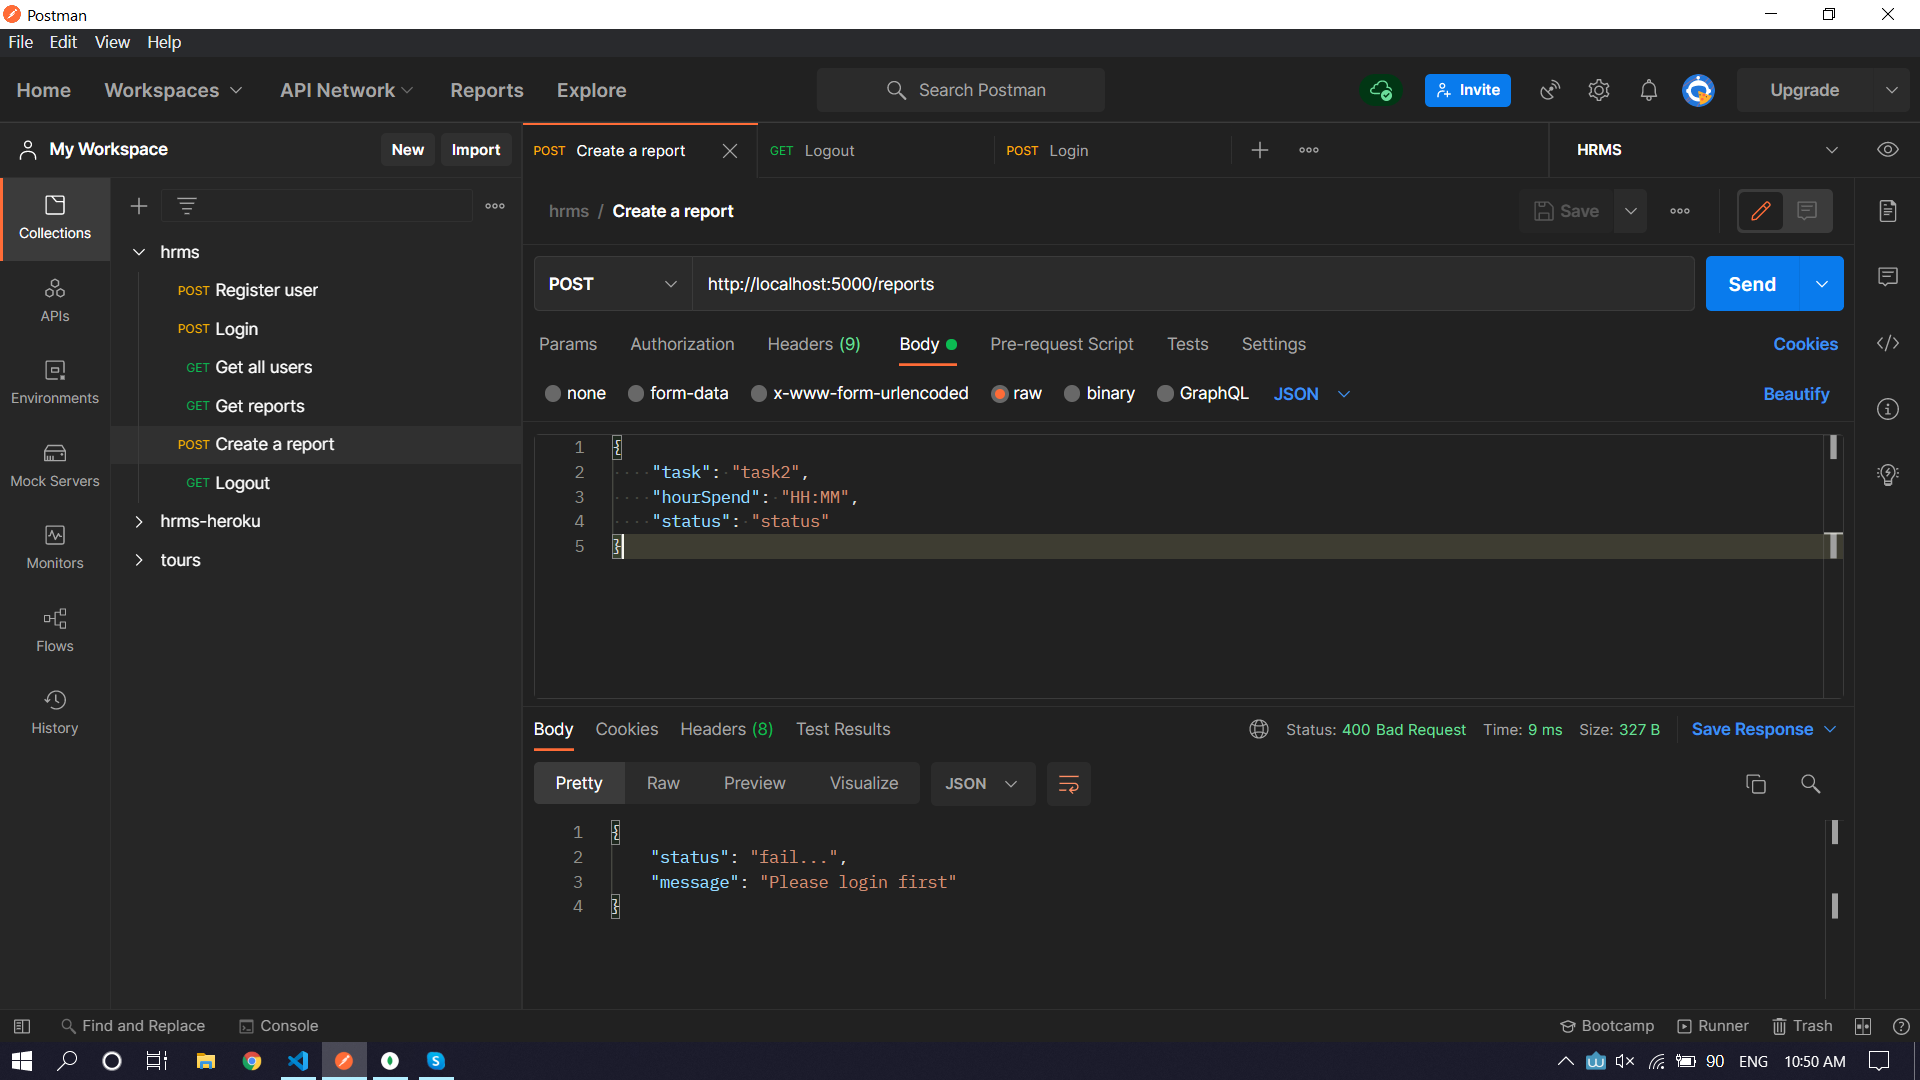 Postman
File Edit View Help
Home Workspaces API Network Reports Explore Search Postman Invite Upgrade
My Workspace New Import
POST Create a report GET Logout POST Login HRMS
Collections
APIs
Environments
Mock Servers
Monitors
Flows
History
hrms
POST Register user
POST Login
GET Get all users
GET Get reports
POST Create a report
GET Logout
hrms-heroku
tours
hrms / Create a report Save
POST http://localhost:5000/reports Send
Params Authorization Headers (9) Body Pre-request Script Tests Settings Cookies
none form-data x-www-form-urlencoded raw binary GraphQL JSON Beautify
1 {
2 "task": "task2",
3 "hourSpend": "HH:MM",
4 "status": "status"
5 }
Body Cookies Headers (8) Test Results Status: 400 Bad Request Time: 9 ms Size: 327 B Save Response
Pretty Raw Preview Visualize JSON
1 {
2 "status": "fail...",
3 "message": "Please login first"
4 }
Find and Replace Console Bootcamp Runner Trash
90 ENG 10:50 AM